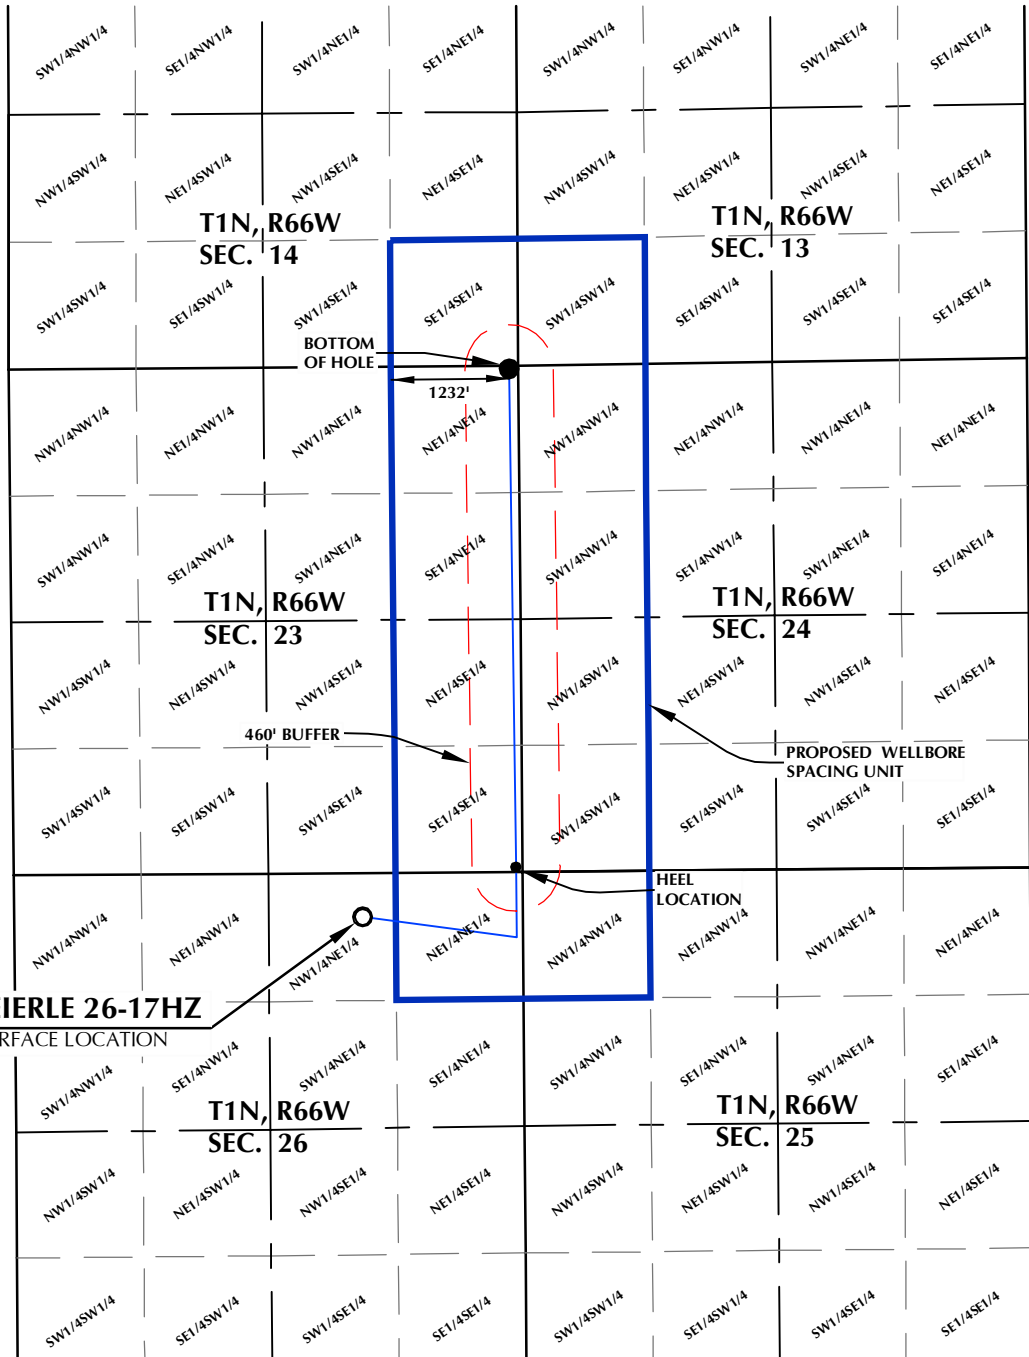 SW1/4NW1/4 SE1/4NW1/4 SW1/4NE1/4 SE1/4NE1/4 SW1/4NW1/4 SE1/4NW1/4 SW1/4NE1/4 SE1/4NE1/4
NW1/4SW1/4 NE1/4SW1/4 NW1/4SE1/4 NE1/4SE1/4 NW1/4SW1/4 NE1/4SW1/4 NW1/4SE1/4 NE1/4SE1/4
T1N, R66W T1N, R66W
SEC. 14 SEC. 13
SW1/4SW1/4 SE1/4SW1/4 SW1/4SE1/4 SE1/4SE1/4 SW1/4SW1/4 SE1/4SW1/4 SW1/4SE1/4 SE1/4SE1/4
BOTTOM
OF HOLE
1232'
NW1/4NW1/4 NE1/4NW1/4 NW1/4NE1/4 NE1/4NE1/4 NW1/4NW1/4 NE1/4NW1/4 NW1/4NE1/4 NE1/4NE1/4
SW1/4NW1/4 SE1/4NW1/4 SW1/4NE1/4 SE1/4NE1/4 SW1/4NW1/4 SE1/4NW1/4 SW1/4NE1/4 SE1/4NE1/4
T1N, R66W T1N, R66W
SEC. 23 SEC. 24
NW1/4SW1/4 NE1/4SW1/4 NW1/4SE1/4 NE1/4SE1/4 NW1/4SW1/4 NE1/4SW1/4 NW1/4SE1/4 NE1/4SE1/4
460' BUFFER
PROPOSED WELLBORE
SPACING UNIT
SW1/4SW1/4 SE1/4SW1/4 SW1/4SE1/4 SE1/4SE1/4 SW1/4SW1/4 SE1/4SW1/4 SW1/4SE1/4 SE1/4SE1/4
HEEL
LOCATION
NW1/4NW1/4 NE1/4NW1/4 NW1/4NE1/4 NE1/4NE1/4 NW1/4NW1/4 NE1/4NW1/4 NW1/4NE1/4 NE1/4NE1/4
26-17HZ
LOCATION
SW1/4NW1/4 SE1/4NW1/4 SW1/4NE1/4 SE1/4NE1/4 SW1/4NW1/4 SE1/4NW1/4 SW1/4NE1/4 SE1/4NE1/4
T1N, R66W T1N, R66W
SEC. 26 SEC. 25
NW1/4SW1/4 NE1/4SW1/4 NW1/4SE1/4 NE1/4SE1/4 NW1/4SW1/4 NE1/4SW1/4 NW1/4SE1/4 NE1/4SE1/4
SW1/4SW1/4 SE1/4SW1/4 SW1/4SE1/4 SE1/4SE1/4 SW1/4SW1/4 SE1/4SW1/4 SW1/4SE1/4 SE1/4SE1/4